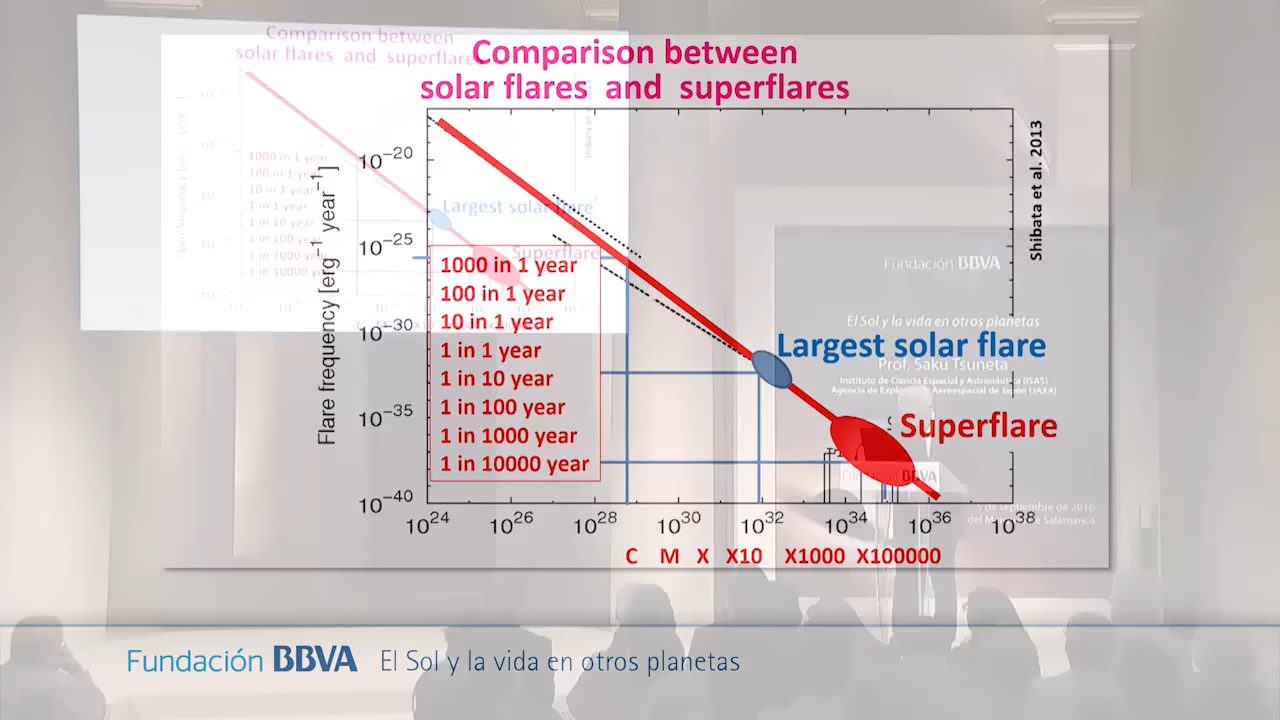 Comparison between
solar flares and superflares
Comparison between
solar flares and superflares
Shibata et al. 2013
Flare frequency [erg⁻¹ year⁻¹]
10⁻²⁰
10⁻²⁵
10⁻³⁰
10⁻³⁵
10⁻⁴⁰
1000 in 1 year
100 in 1 year
10 in 1 year
1 in 1 year
1 in 10 year
1 in 100 year
1 in 1000 year
1 in 10000 year
Largest solar flare
Superflare
10²⁴ 10²⁶ 10²⁸ 10³⁰ 10³² 10³⁴ 10³⁶ 10³⁸
C M X X10 X1000 X100000
1000 in 1 year
100 in 1 year
10 in 1 year
1 in 1 year
1 in 10 year
1 in 100 year
1 in 1000 year
1 in 10000 year
Largest solar flare
Superflare
Fundación BBVA
El Sol y la vida en otros planetas
Prof. Saku Tsuneta
Instituto de Ciencia Espacial y Astronáutica (ISAS)
Agencia de Exploración Aeroespacial de Japón (JAXA)
Fundación BBVA
5 de septiembre de 2016
Salamanca
Fundación BBVA El Sol y la vida en otros planetas